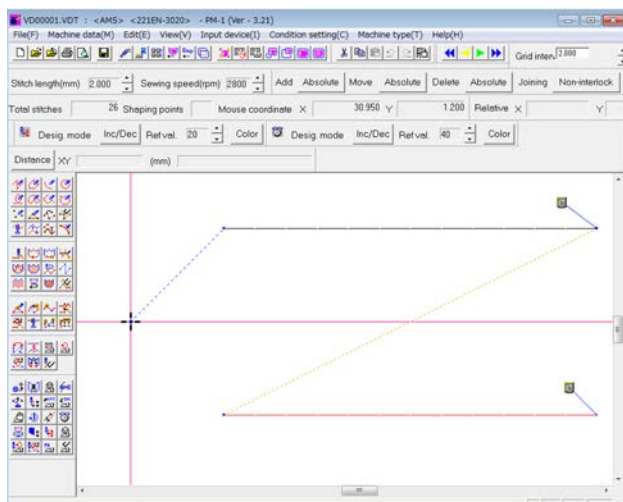 VD00001.VDT : <AMS> <221EN-3020> - PM-1 (Ver - 3.21)
File(F) Machine data(M) Edit(E) View(V) Input device(I) Condition setting(C) Machine type(T) Help(H)
Grid interv 2.000
Stitch length(mm) 2.000 Sewing speed(rpm) 2800 Add Absolute Move Absolute Delete Absolute Joining Non-interlock
Total stitches 26 Shaping points Mouse coordinate X 30.950 Y 1.200 Relative X Y
Desig. mode Inc/Dec Ref val. 20 Color Desig. mode Inc/Dec Ref val. 40 Color
Distance XY (mm)